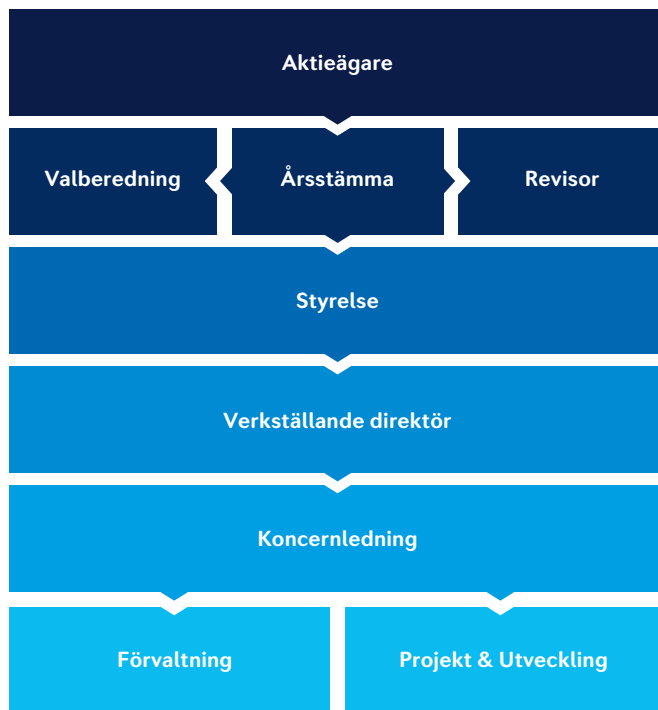 Aktieägare
Valberedning
Årsstämma
Revisor
Styrelse
Verkställande direktör
Koncernledning
Förvaltning
Projekt & Utveckling